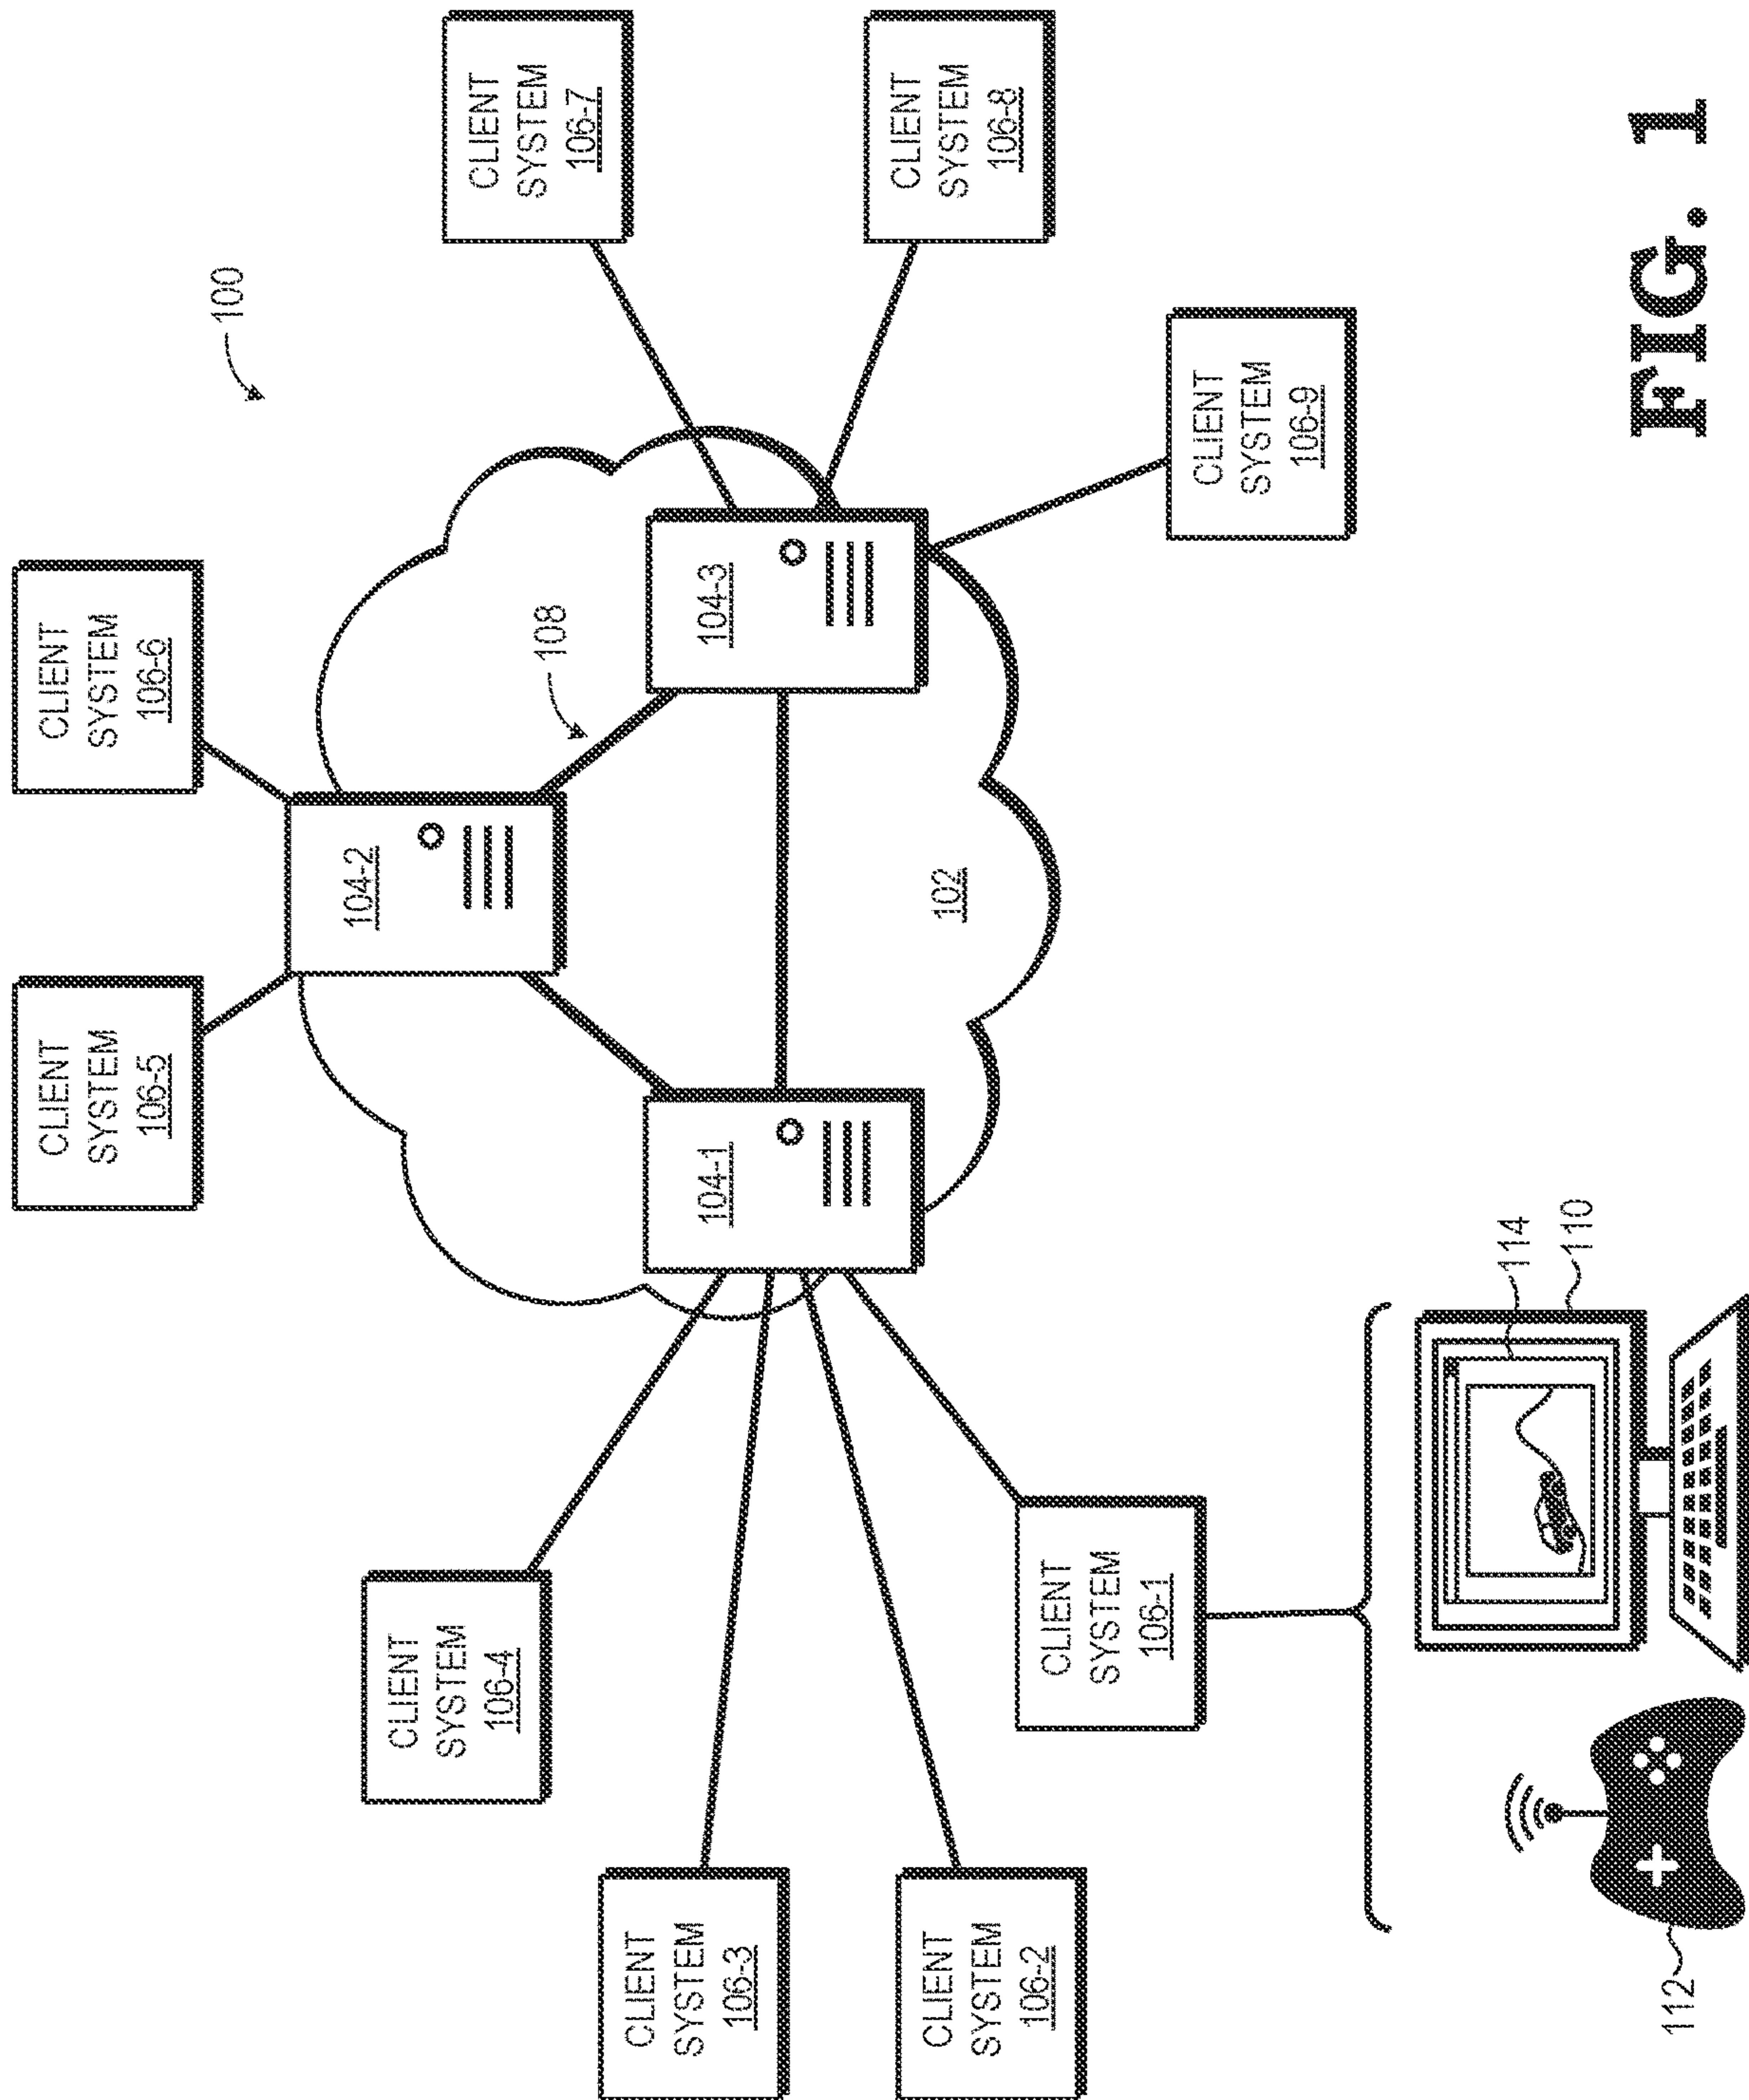 100
CLIENT
SYSTEM
106-5
CLIENT
SYSTEM
106-6
CLIENT
SYSTEM
106-4
CLIENT
SYSTEM
106-7
104-2
108
CLIENT
SYSTEM
106-3
104-1
104-3
CLIENT
SYSTEM
106-8
CLIENT
SYSTEM
106-2
102
CLIENT
SYSTEM
106-1
CLIENT
SYSTEM
106-9
114
110
112
FIG. 1